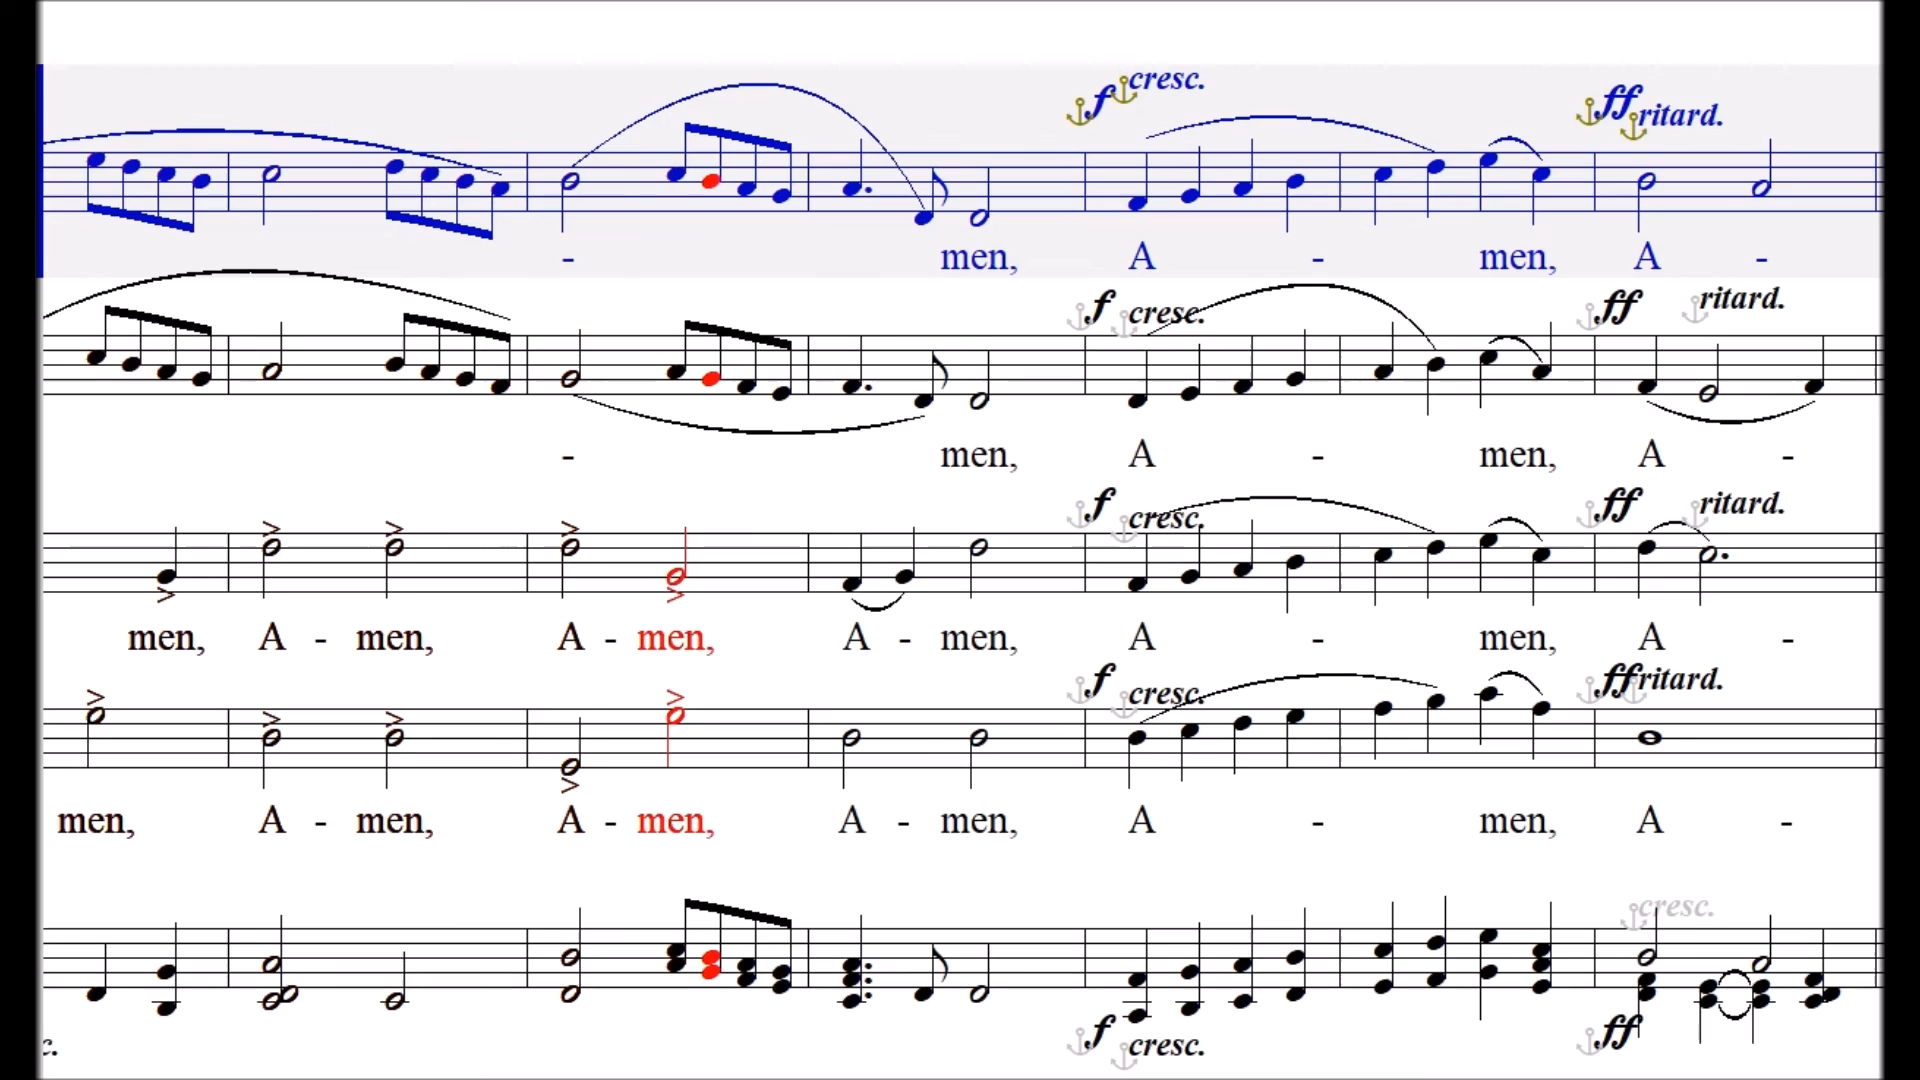 f cresc. ff ritard.
- men, A - men, A -
f cresc. ff ritard.
- men, A - men, A -
f cresc. ff ritard.
men, A - men, A - men, A - men, A - men, A -
f cresc. ff ritard.
men, A - men, A - men, A - men, A - men, A -
cresc.
c. f cresc. ff